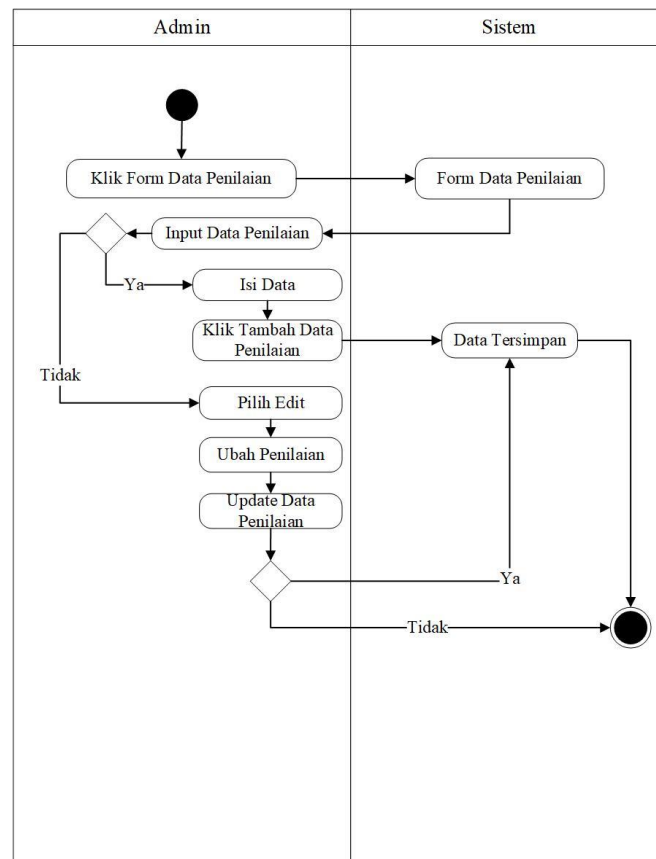 Admin
Sistem
Klik Form Data Penilaian
Form Data Penilaian
Input Data Penilaian
Ya
Isi Data
Klik Tambah Data
Penilaian
Data Tersimpan
Tidak
Pilih Edit
Ubah Penilaian
Update Data
Penilaian
Ya
Tidak